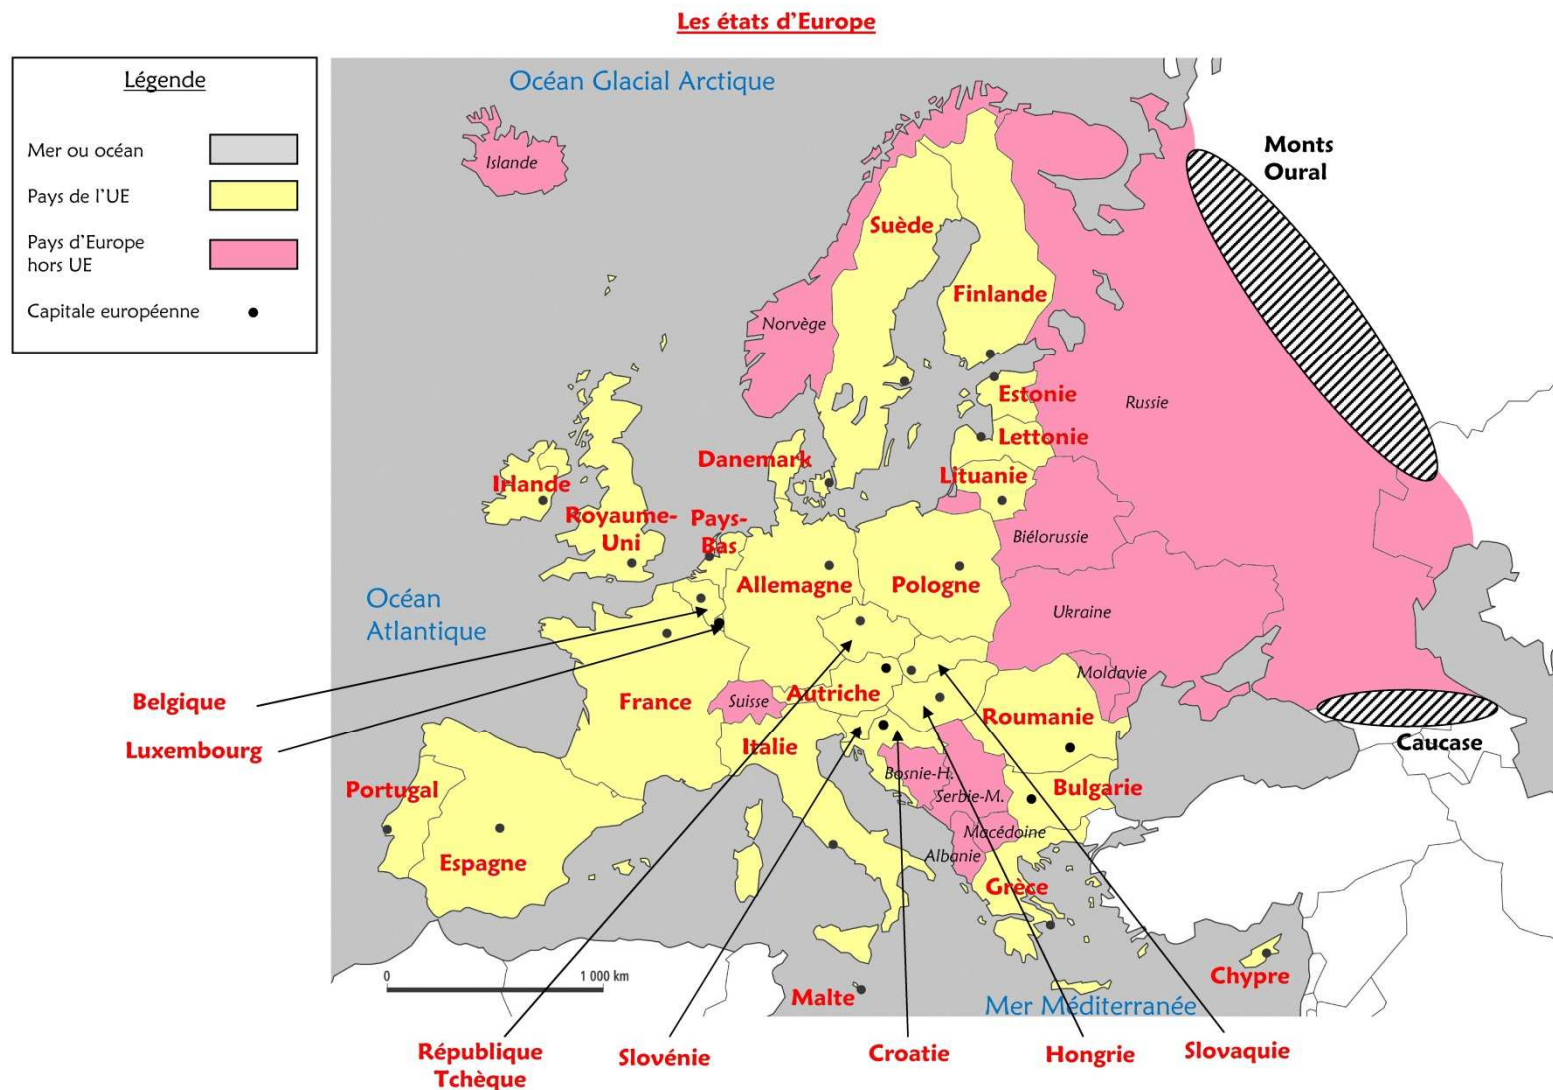 Les états d'Europe
Légende
Mer ou océan
Pays de l'UE
Pays d'Europe
hors UE
Capitale européenne
Océan Glacial Arctique
Monts
Oural
Islande
Suède
Finlande
Norvège
Russie
Estonie
Lettonie
Danemark
Lituanie
Irlande
Royaume-
Uni
Pays-
Bas
Biélorussie
Allemagne
Pologne
Océan
Atlantique
Ukraine
Moldavie
Belgique
France
Suisse
Autriche
Roumanie
Luxembourg
Italie
Caucase
Bosnie-H.
Serbie-M.
Bulgarie
Portugal
Macédoine
Albanie
Espagne
Grèce
0
1 000 km
Malte
Chypre
Mer Méditerranée
République
Tchèque
Slovénie
Croatie
Hongrie
Slovaquie